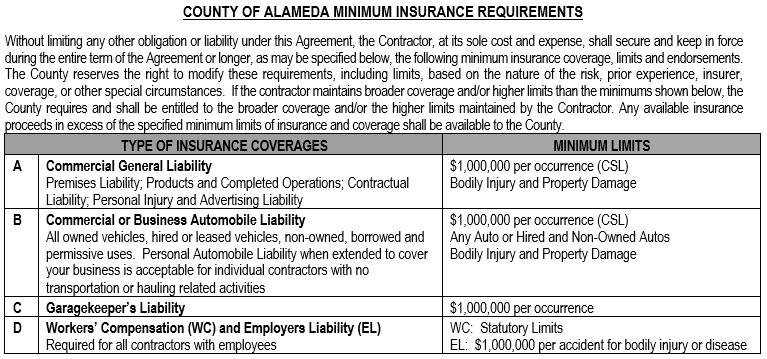 COUNTY OF ALAMEDA MINIMUM INSURANCE REQUIREMENTS
Without limiting any other obligation or liability under this Agreement, the Contractor, at its sole cost and expense, shall secure and keep in force
during the entire term of the Agreement or longer, as may be specified below, the following minimum insurance coverage, limits and endorsements.
The County reserves the right to modify these requirements, including limits, based on the nature of the risk, prior experience, insurer,
coverage, or other special circumstances. If the contractor maintains broader coverage and/or higher limits than the minimums shown below, the
County requires and shall be entitled to the broader coverage and/or the higher limits maintained by the Contractor. Any available insurance
proceeds in excess of the specified minimum limits of insurance and coverage shall be available to the County.
TYPE OF INSURANCE COVERAGES MINIMUM LIMITS
A Commercial General Liability $1,000,000 per occurrence (CSL)
Premises Liability; Products and Completed Operations; Contractual Bodily Injury and Property Damage
Liability; Personal Injury and Advertising Liability
B Commercial or Business Automobile Liability $1,000,000 per occurrence (CSL)
All owned vehicles, hired or leased vehicles, non-owned, borrowed and Any Auto or Hired and Non-Owned Autos
permissive uses. Personal Automobile Liability when extended to cover Bodily Injury and Property Damage
your business is acceptable for individual contractors with no
transportation or hauling related activities
C Garagekeeper's Liability $1,000,000 per occurrence
D Workers' Compensation (WC) and Employers Liability (EL) WC: Statutory Limits
Required for all contractors with employees EL: $1,000,000 per accident for bodily injury or disease